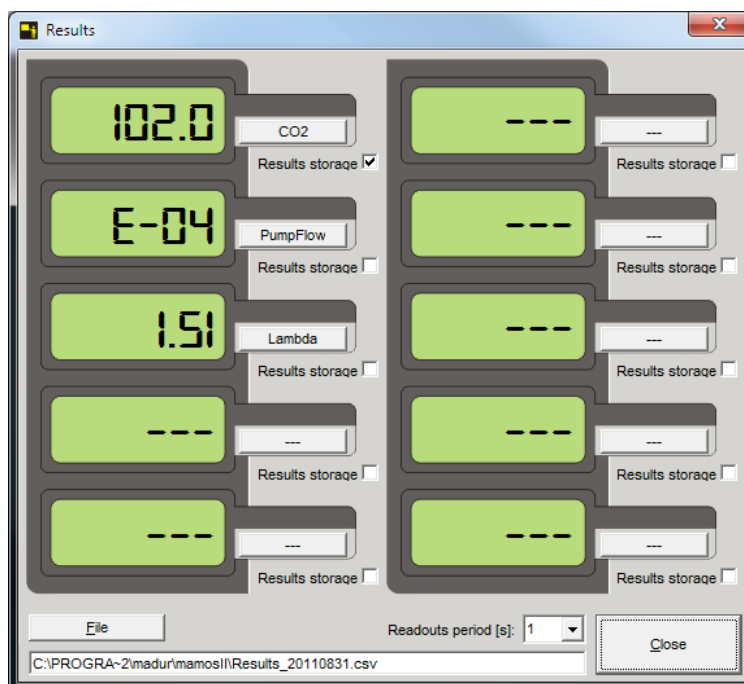 Results
102.0
CO2
Results storage
E-04
PumpFlow
Results storage
1.51
Lambda
Results storage
---
---
Results storage
---
---
Results storage
---
---
Results storage
---
---
Results storage
---
---
Results storage
---
---
Results storage
---
---
Results storage
File
Readouts period [s]: 1
Close
C:\PROGRA~2\madur\mamosII\Results_20110831.csv